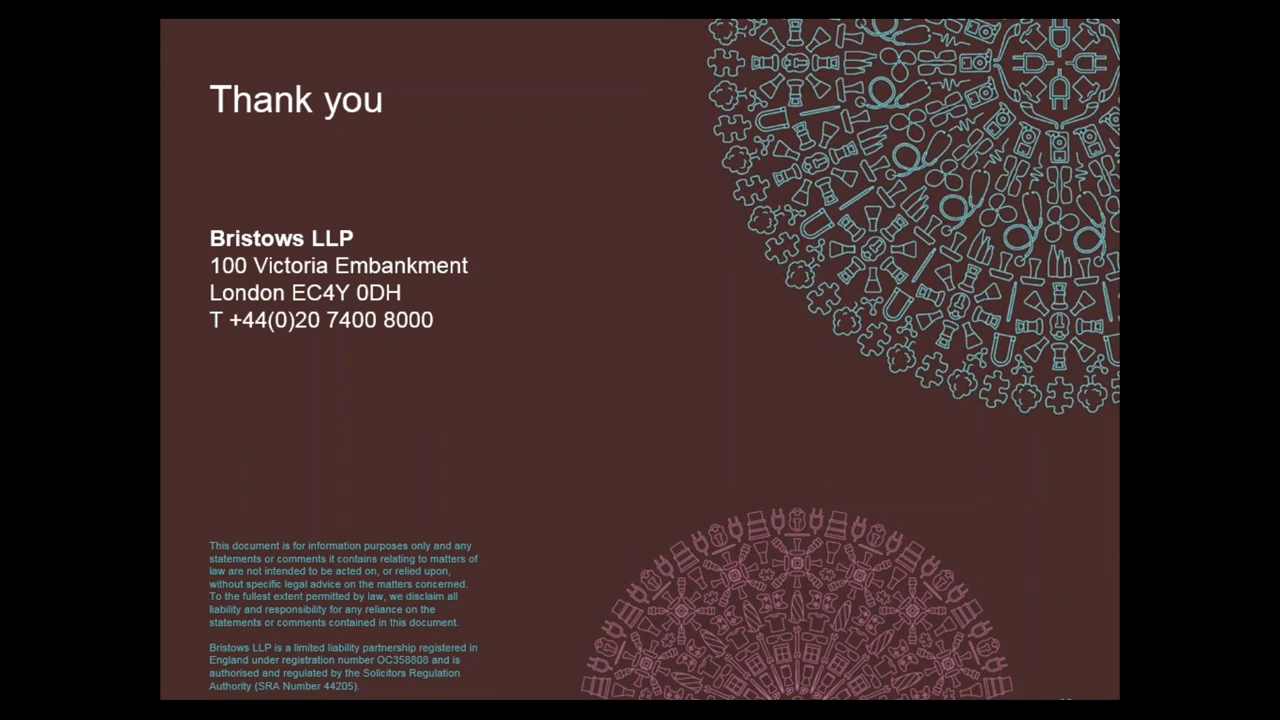 Thank you
Bristows LLP
100 Victoria Embankment
London EC4Y 0DH
T +44(0)20 7400 8000
This document is for information purposes only and any
statements or comments it contains relating to matters of
law are not intended to be acted on, or relied upon,
without specific legal advice on the matters concerned.
To the fullest extent permitted by law, we disclaim all
liability and responsibility for any reliance on the
statements or comments contained in this document.
Bristows LLP is a limited liability partnership registered in
England under registration number OC358808 and is
authorised and regulated by the Solicitors Regulation
Authority (SRA Number 44205).